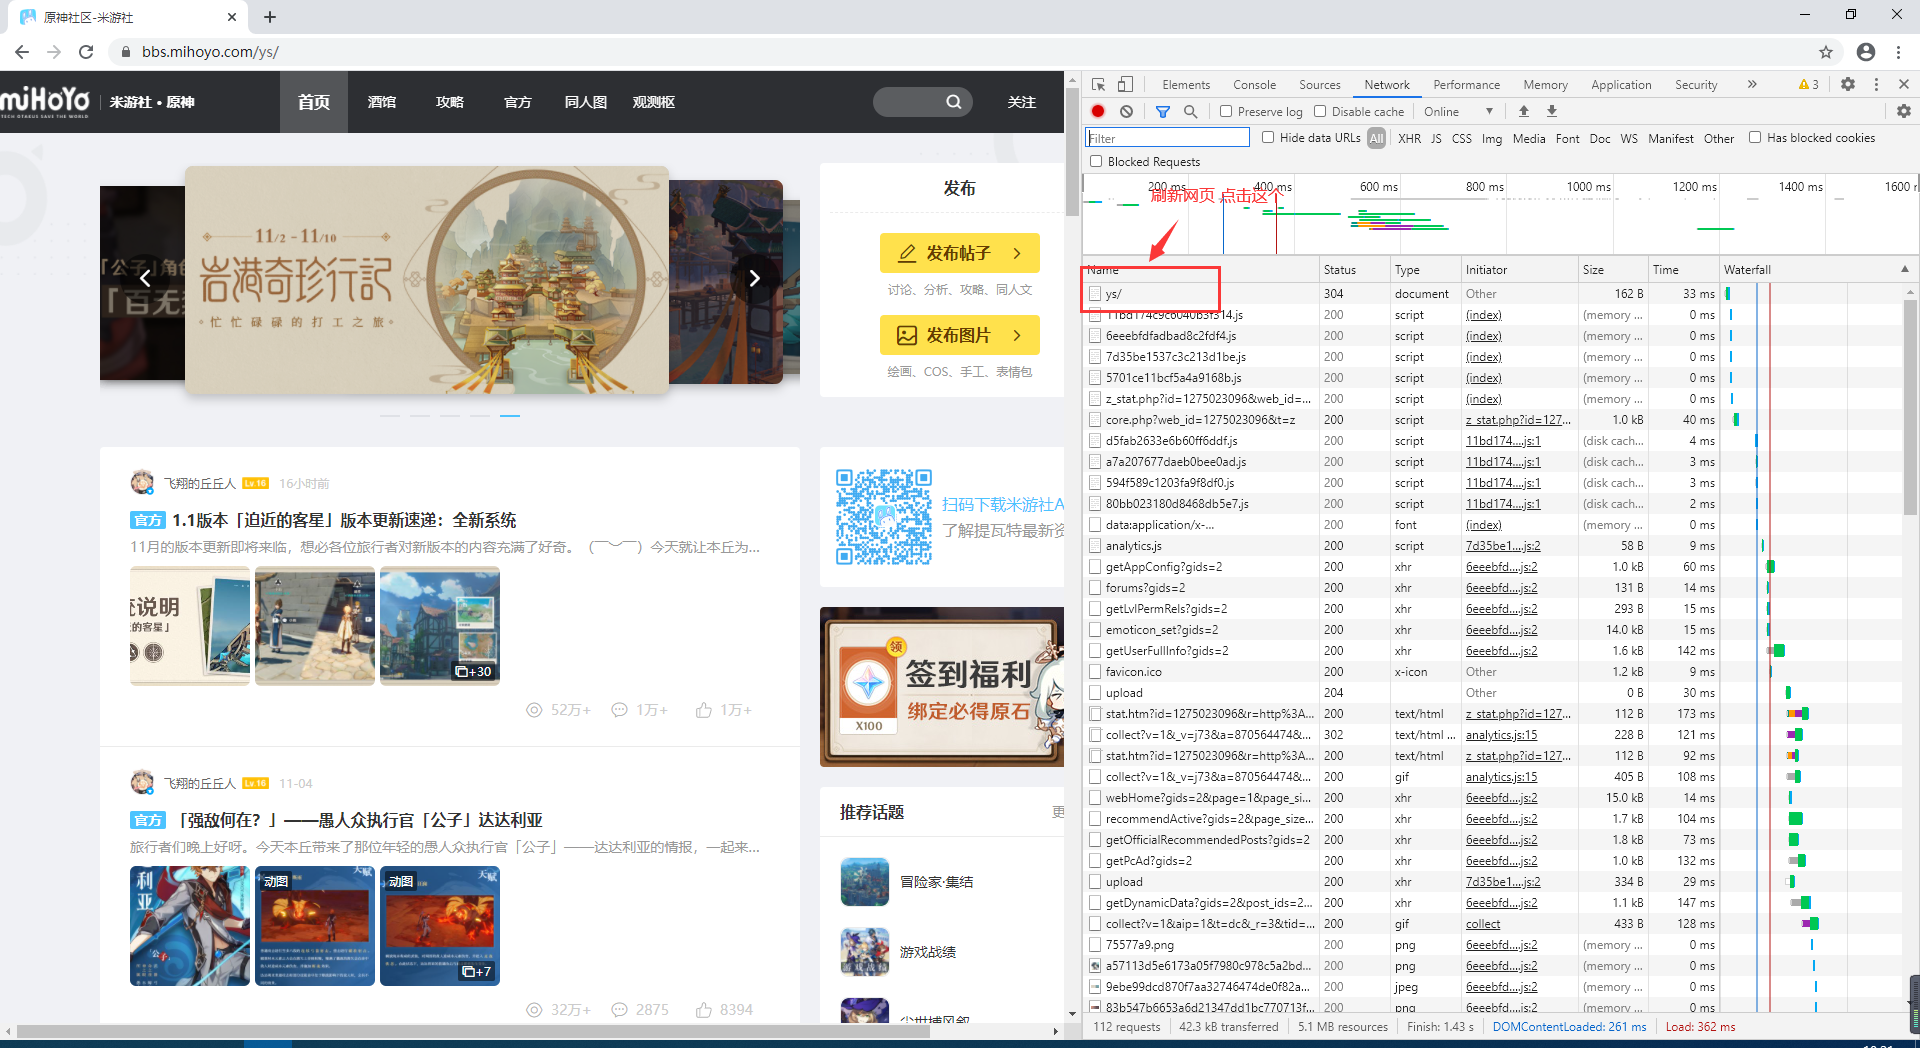 原神社区-米游社
bbs.mihoyo.com/ys/
miHoYo
TECH OTAKUS SAVE THE WORLD
米游社 • 原神
首页
酒馆
攻略
官方
同人图
观测枢
关注
11/2 - 11/10
岩港奇珍行記
忙忙碌碌的打工之旅
「公子」角色
「百无
发布
发布帖子
讨论、分析、攻略、同人文
发布图片
绘画、COS、手工、表情包
飞翔的丘丘人 Lv.16 16小时前
官方 1.1版本「迫近的客星」版本更新速递：全新系统
11月的版本更新即将来临，想必各位旅行者对新版本的内容充满了好奇。（￣︶￣）今天就让本丘为...
统说明
的客星」
+30
52万+ 1万+ 1万+
飞翔的丘丘人 Lv.16 11-04
官方 「强敌何在？」——愚人众执行官「公子」达达利亚
旅行者们晚上好呀。今天本丘带来了那位年轻的愚人众执行官「公子」——达达利亚的情报，一起来...
利亚
公子
动图
天赋
动图
天赋
+7
32万+ 2875 8394
扫码下载米游社A
了解提瓦特最新资
领
X100
签到福利
绑定必得原石
推荐话题
更
冒险家·集结
游戏战绩
游戏战绩
尘世捕风叙
Elements Console Sources Network Performance Memory Application Security » 3
Preserve log Disable cache Online
Filter Hide data URLs All XHR JS CSS Img Media Font Doc WS Manifest Other Has blocked cookies
Blocked Requests
200 ms 400 ms 600 ms 800 ms 1000 ms 1200 ms 1400 ms 1600 r
刷新网页 点击这个
Name Status Type Initiator Size Time Waterfall
ys/ 304 document Other 162 B 33 ms
11bd174c9c6040b3f314.js 200 script (index) (memory ... 0 ms
6eeebfdfadbad8c2fdf4.js 200 script (index) (memory ... 0 ms
7d35be1537c3c213d1be.js 200 script (index) (memory ... 0 ms
5701ce11bcf5a4a9168b.js 200 script (index) (memory ... 0 ms
z_stat.php?id=1275023096&web_id=... 200 script (index) (memory ... 0 ms
core.php?web_id=1275023096&t=z 200 script z_stat.php?id=127... 1.0 kB 40 ms
d5fab2633e6b60ff6ddf.js 200 script 11bd174....js:1 (disk cach... 4 ms
a7a207677daeb0bee0ad.js 200 script 11bd174....js:1 (disk cach... 3 ms
594f589c1203fa9f8df0.js 200 script 11bd174....js:1 (disk cach... 3 ms
80bb023180d8468db5e7.js 200 script 11bd174....js:1 (disk cach... 2 ms
data:application/x-... 200 font (index) (memory ... 0 ms
analytics.js 200 script 7d35be1....js:2 58 B 9 ms
getAppConfig?gids=2 200 xhr 6eeebfd....js:2 1.0 kB 60 ms
forums?gids=2 200 xhr 6eeebfd....js:2 131 B 14 ms
getLvlPermRels?gids=2 200 xhr 6eeebfd....js:2 293 B 15 ms
emoticon_set?gids=2 200 xhr 6eeebfd....js:2 14.0 kB 15 ms
getUserFullInfo?gids=2 200 xhr 6eeebfd....js:2 1.6 kB 142 ms
favicon.ico 200 x-icon Other 1.2 kB 9 ms
upload 204 Other 0 B 30 ms
stat.htm?id=1275023096&r=http%3A... 200 text/html z_stat.php?id=127... 112 B 173 ms
collect?v=1&_v=j73&a=870564474&... 302 text/html ... analytics.js:15 228 B 121 ms
stat.htm?id=1275023096&r=http%3A... 200 text/html z_stat.php?id=127... 112 B 92 ms
collect?v=1&_v=j73&a=870564474&... 200 gif analytics.js:15 405 B 108 ms
webHome?gids=2&page=1&page_si... 200 xhr 6eeebfd....js:2 15.0 kB 14 ms
recommendActive?gids=2&page_size... 200 xhr 6eeebfd....js:2 1.7 kB 104 ms
getOfficialRecommendedPosts?gids=2 200 xhr 6eeebfd....js:2 1.8 kB 73 ms
getPcAd?gids=2 200 xhr 6eeebfd....js:2 1.0 kB 132 ms
upload 200 xhr 7d35be1....js:2 334 B 29 ms
getDynamicData?gids=2&post_ids=2... 200 xhr 6eeebfd....js:2 1.1 kB 147 ms
collect?v=1&aip=1&t=dc&_r=3&tid=... 200 gif collect 433 B 128 ms
75577a9.png 200 png 6eeebfd....js:2 (memory ... 0 ms
a57113d5e6173a05f7980c978c5a2bd... 200 png 6eeebfd....js:2 (memory ... 0 ms
9ebe99dcd870f7aa32746474de0f82a... 200 jpeg 6eeebfd....js:2 (memory ... 0 ms
83b547b6653a6d21347dd1bc770713f... 200 png 6eeebfd....js:2 (memory ... 0 ms
112 requests 42.3 kB transferred 5.1 MB resources Finish: 1.43 s DOMContentLoaded: 261 ms Load: 362 ms